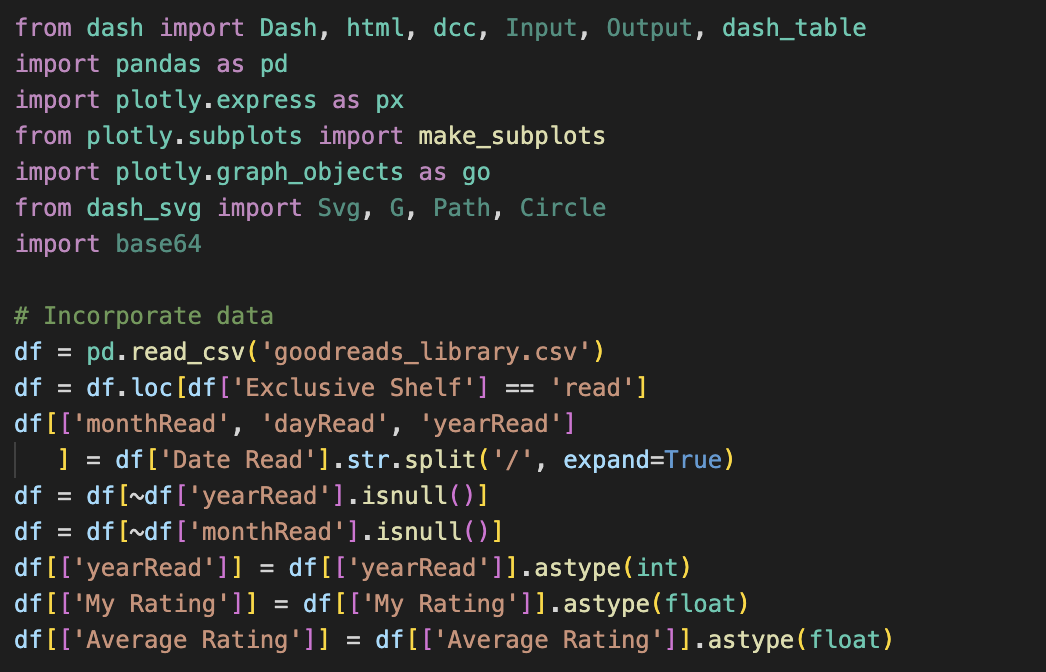 from dash import Dash, html, dcc, Input, Output, dash_table
import pandas as pd
import plotly.express as px
from plotly.subplots import make_subplots
import plotly.graph_objects as go
from dash_svg import Svg, G, Path, Circle
import base64

# Incorporate data
df = pd.read_csv('goodreads_library.csv')
df = df.loc[df['Exclusive Shelf'] == 'read']
df[['monthRead', 'dayRead', 'yearRead']
   ] = df['Date Read'].str.split('/', expand=True)
df = df[~df['yearRead'].isnull()]
df = df[~df['monthRead'].isnull()]
df[['yearRead']] = df[['yearRead']].astype(int)
df[['My Rating']] = df[['My Rating']].astype(float)
df[['Average Rating']] = df[['Average Rating']].astype(float)